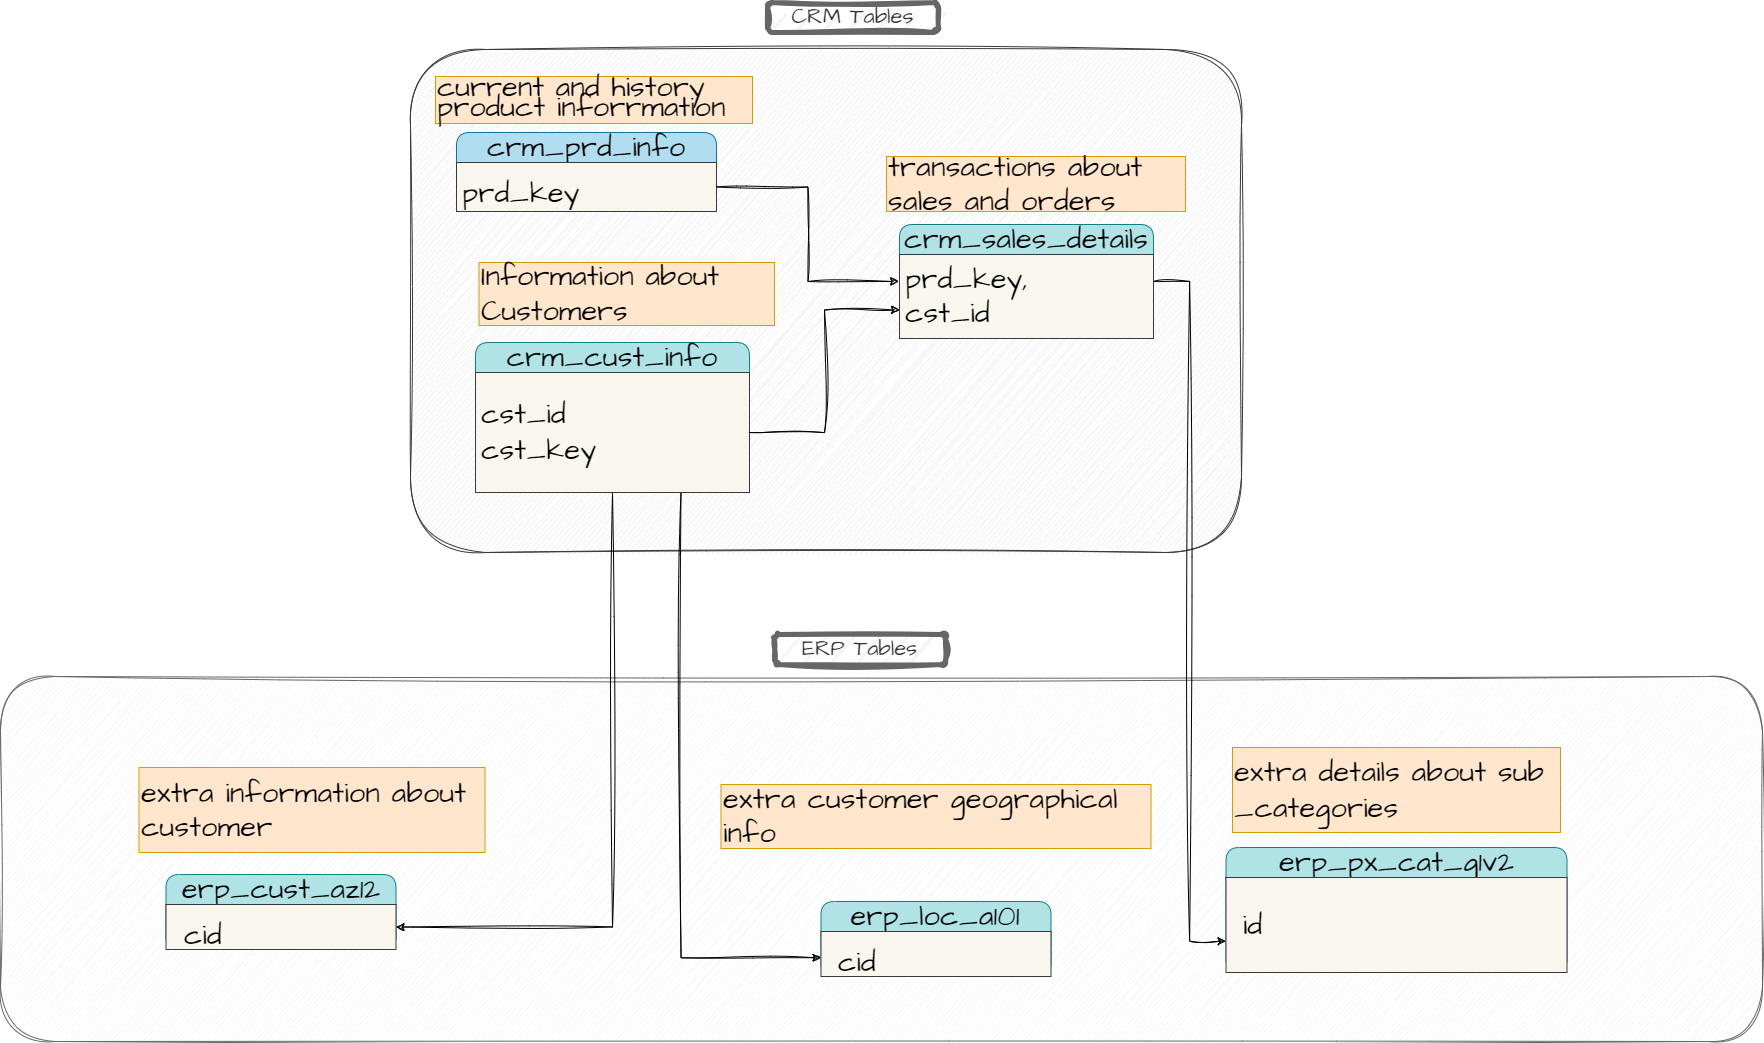 CRM Tables
current and history
product inforrmation
crm_prd_info
prd_key
transactions about
sales and orders
crm_sales_details
prd_key,
cst_id
Information about
Customers
crm_cust_info
cst_id
cst_key
ERP Tables
extra information about
customer
erp_cust_az12
cid
extra customer geographical
info
erp_loc_a101
cid
extra details about sub
_categories
erp_px_cat_q1v2
id